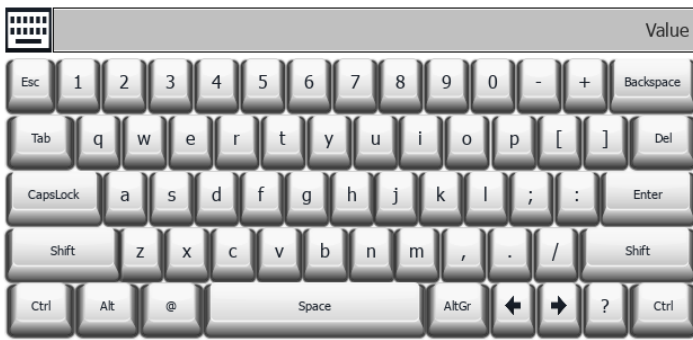 Value
Esc 1 2 3 4 5 6 7 8 9 0 - + Backspace
Tab q w e r t y u i o p [ ] Del
CapsLock a s d f g h j k l ; : Enter
Shift z x c v b n m , . / Shift
Ctrl Alt @ Space AltGr 🡸 🡺 ? Ctrl